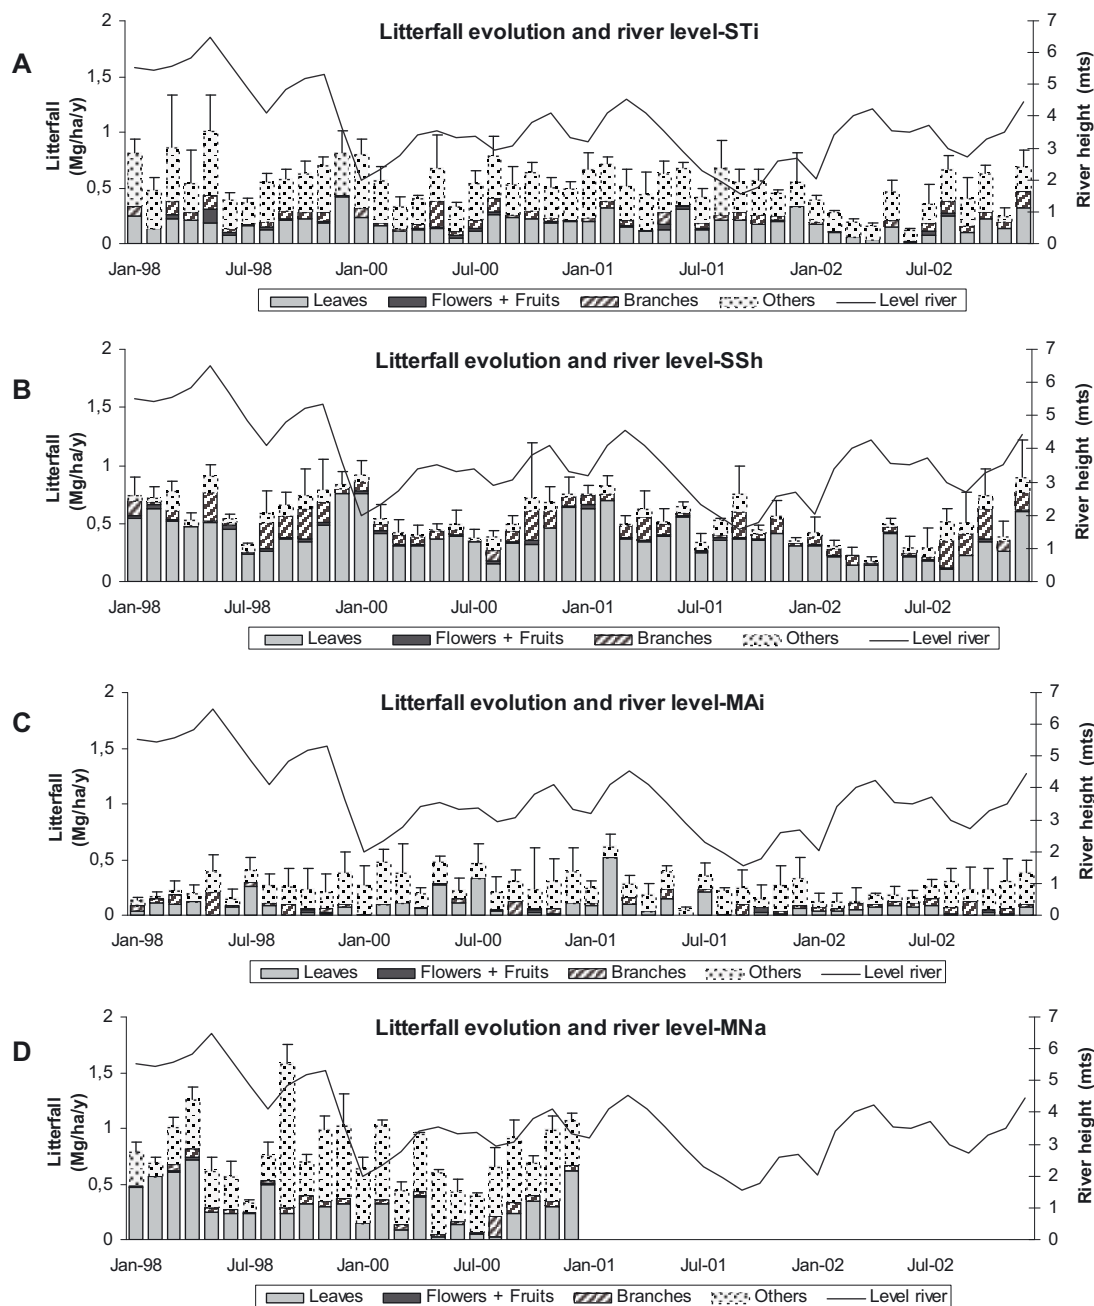 Litterfall evolution and river level-STi
A
Litterfall
(Mg/ha/y)
2
1,5
1
0,5
0
7
6
5
4
3
2
1
0
River height (mts)
Jan-98 Jul-98 Jan-00 Jul-00 Jan-01 Jul-01 Jan-02 Jul-02
Leaves Flowers + Fruits Branches Others Level river
Litterfall evolution and river level-SSh
B
Litterfall
(Mg/ha/y)
2
1,5
1
0,5
0
7
6
5
4
3
2
1
0
River height (mts)
Jan-98 Jul-98 Jan-00 Jul-00 Jan-01 Jul-01 Jan-02 Jul-02
Leaves Flowers + Fruits Branches Others Level river
Litterfall evolution and river level-MAi
C
Litterfall
(Mg/ha/y)
2
1,5
1
0,5
0
7
6
5
4
3
2
1
0
River height (mts)
Jan-98 Jul-98 Jan-00 Jul-00 Jan-01 Jul-01 Jan-02 Jul-02
Leaves Flowers + Fruits Branches Others Level river
Litterfall evolution and river level-MNa
D
Litterfall
(Mg/ha/y)
2
1,5
1
0,5
0
7
6
5
4
3
2
1
0
River height (mts)
Jan-98 Jul-98 Jan-00 Jul-00 Jan-01 Jul-01 Jan-02 Jul-02
Leaves Flowers + Fruits Branches Others Level river